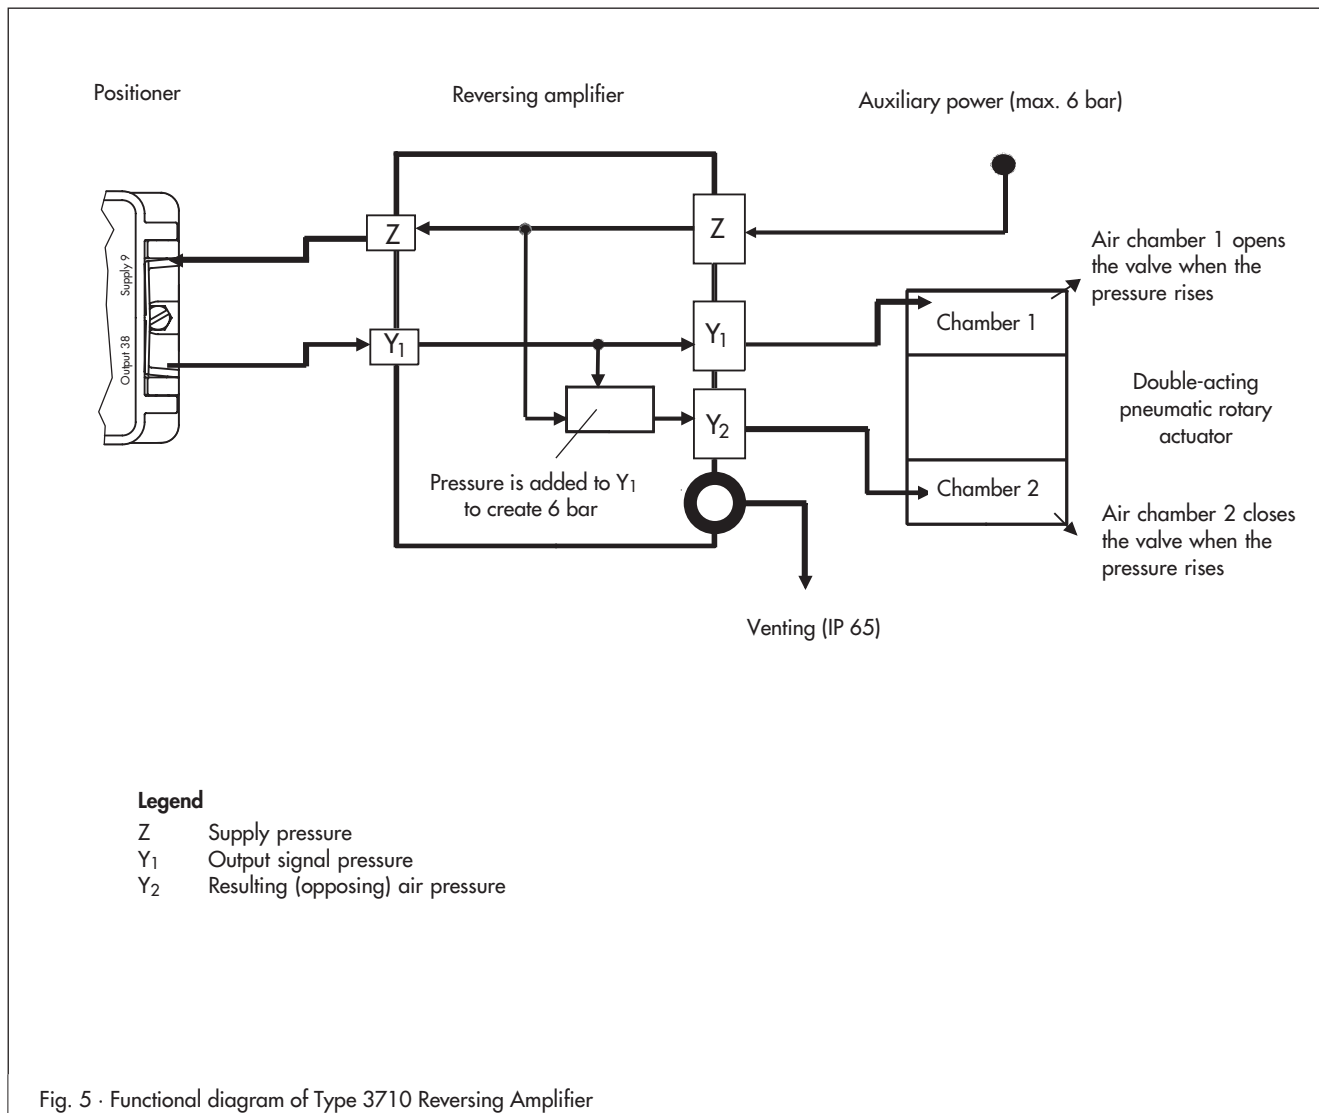 Positioner
Reversing amplifier
Auxiliary power (max. 6 bar)
Supply 9
Output 38
Z
Z
Y1
Y1
Y2
Pressure is added to Y1
to create 6 bar
Chamber 1
Chamber 2
Air chamber 1 opens
the valve when the
pressure rises
Double-acting
pneumatic rotary
actuator
Air chamber 2 closes
the valve when the
pressure rises
Venting (IP 65)
Legend
Z Supply pressure
Y1 Output signal pressure
Y2 Resulting (opposing) air pressure
Fig. 5 · Functional diagram of Type 3710 Reversing Amplifier